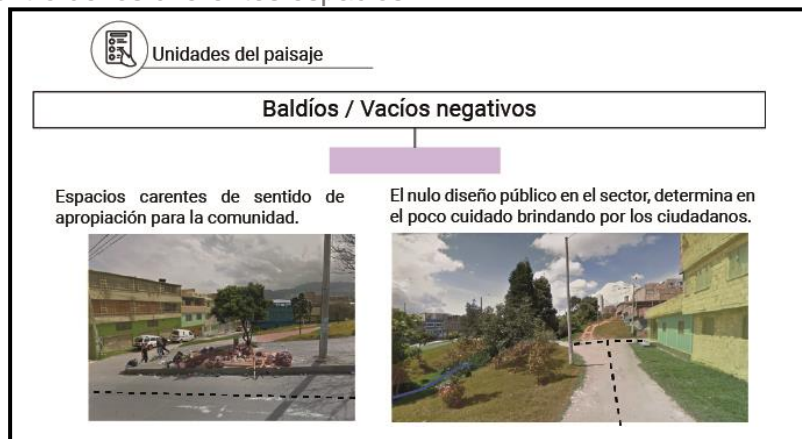 Unidades del paisaje
Baldíos / Vacíos negativos
Espacios carentes de sentido de
apropiación para la comunidad.
El nulo diseño público en el sector, determina en
el poco cuidado brindando por los ciudadanos.